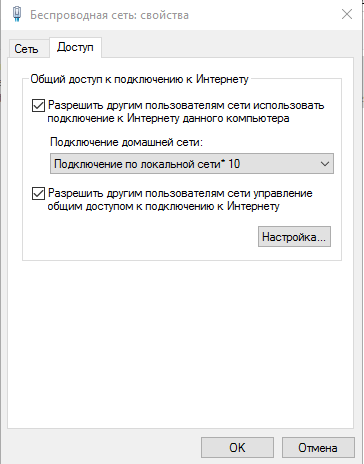 Беспроводная сеть: свойства
Сеть
Доступ
Общий доступ к подключению к Интернету
Разрешить другим пользователям сети использовать
подключение к Интернету данного компьютера
Подключение домашней сети:
Подключение по локальной сети* 10
Разрешить другим пользователям сети управление
общим доступом к подключению к Интернету
Настройка...
OK
Отмена